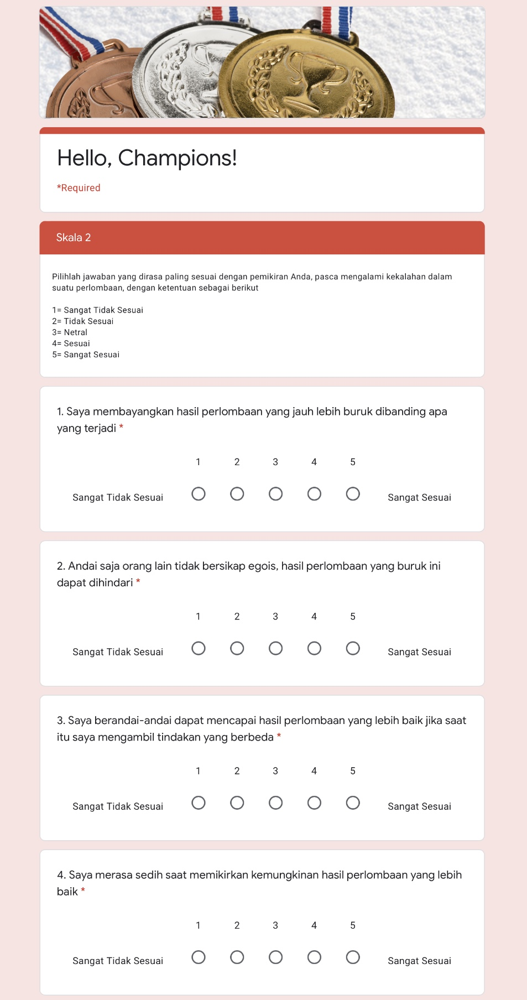 Hello, Champions!
*Required
Skala 2
Pilihlah jawaban yang dirasa paling sesuai dengan pemikiran Anda, pasca mengalami kekalahan dalam
suatu perlombaan, dengan ketentuan sebagai berikut
1= Sangat Tidak Sesuai
2= Tidak Sesuai
3= Netral
4= Sesuai
5= Sangat Sesuai
1. Saya membayangkan hasil perlombaan yang jauh lebih buruk dibanding apa
yang terjadi *
1 2 3 4 5
Sangat Tidak Sesuai Sangat Sesuai
2. Andai saja orang lain tidak bersikap egois, hasil perlombaan yang buruk ini
dapat dihindari *
1 2 3 4 5
Sangat Tidak Sesuai Sangat Sesuai
3. Saya berandai-andai dapat mencapai hasil perlombaan yang lebih baik jika saat
itu saya mengambil tindakan yang berbeda *
1 2 3 4 5
Sangat Tidak Sesuai Sangat Sesuai
4. Saya merasa sedih saat memikirkan kemungkinan hasil perlombaan yang lebih
baik *
1 2 3 4 5
Sangat Tidak Sesuai Sangat Sesuai